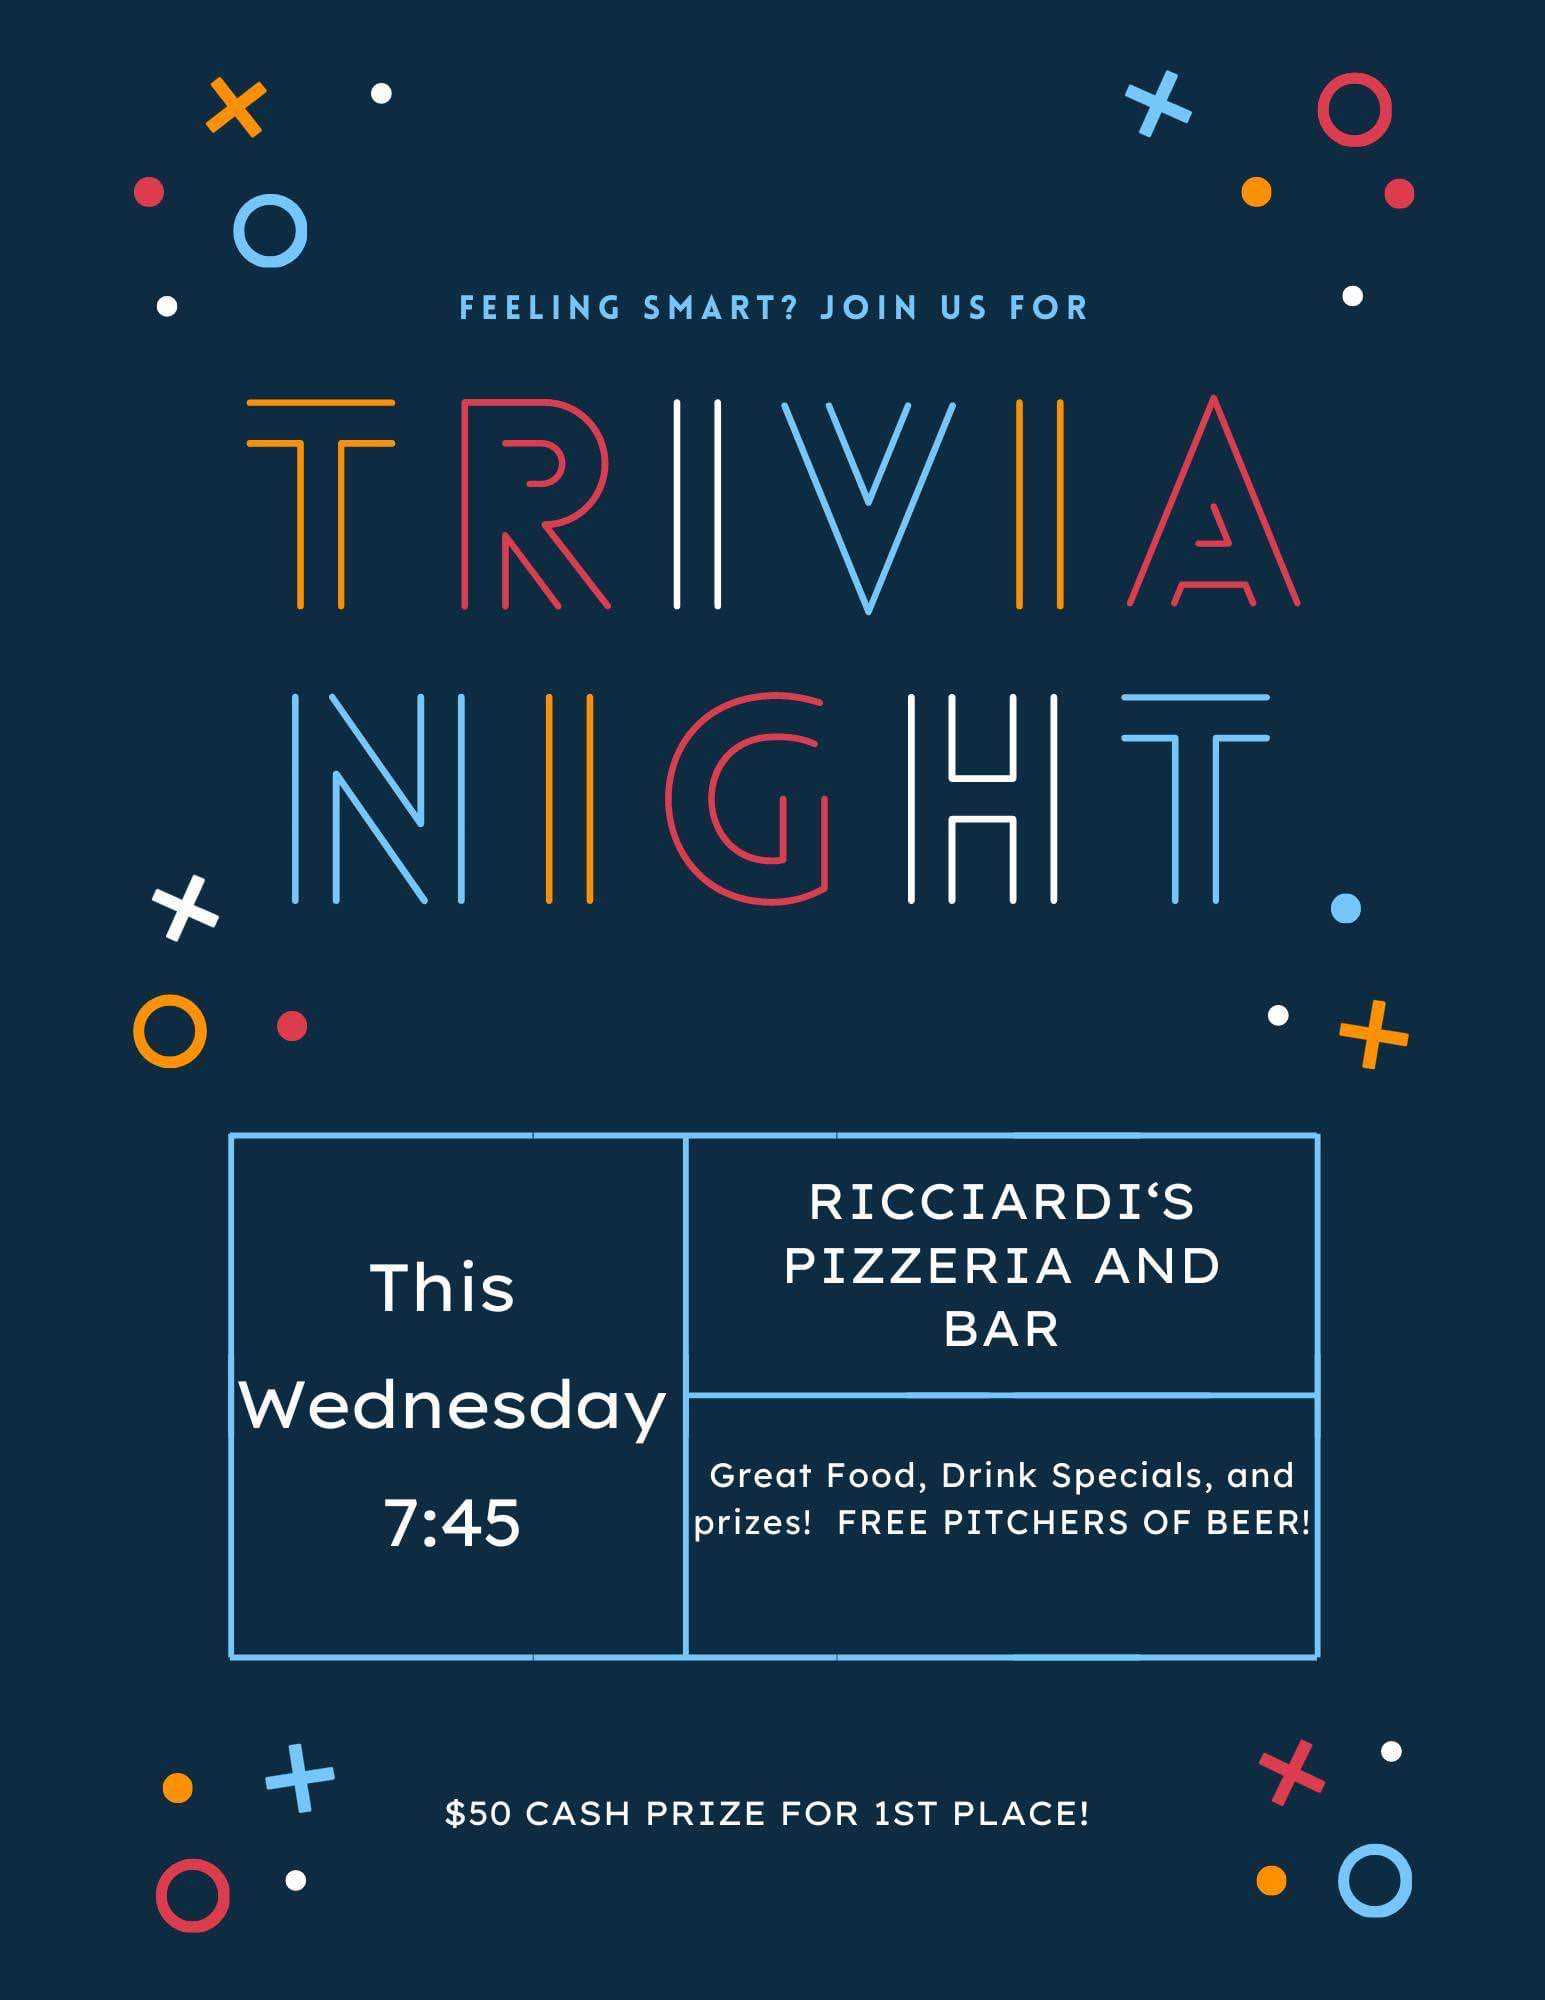 FEELING SMART? JOIN US FOR
TRIVIA
NIGHT
This
Wednesday
7:45
RICCIARDI‘S
PIZZERIA AND
BAR
Great Food, Drink Specials, and
prizes!  FREE PITCHERS OF BEER!
$50 CASH PRIZE FOR 1ST PLACE!